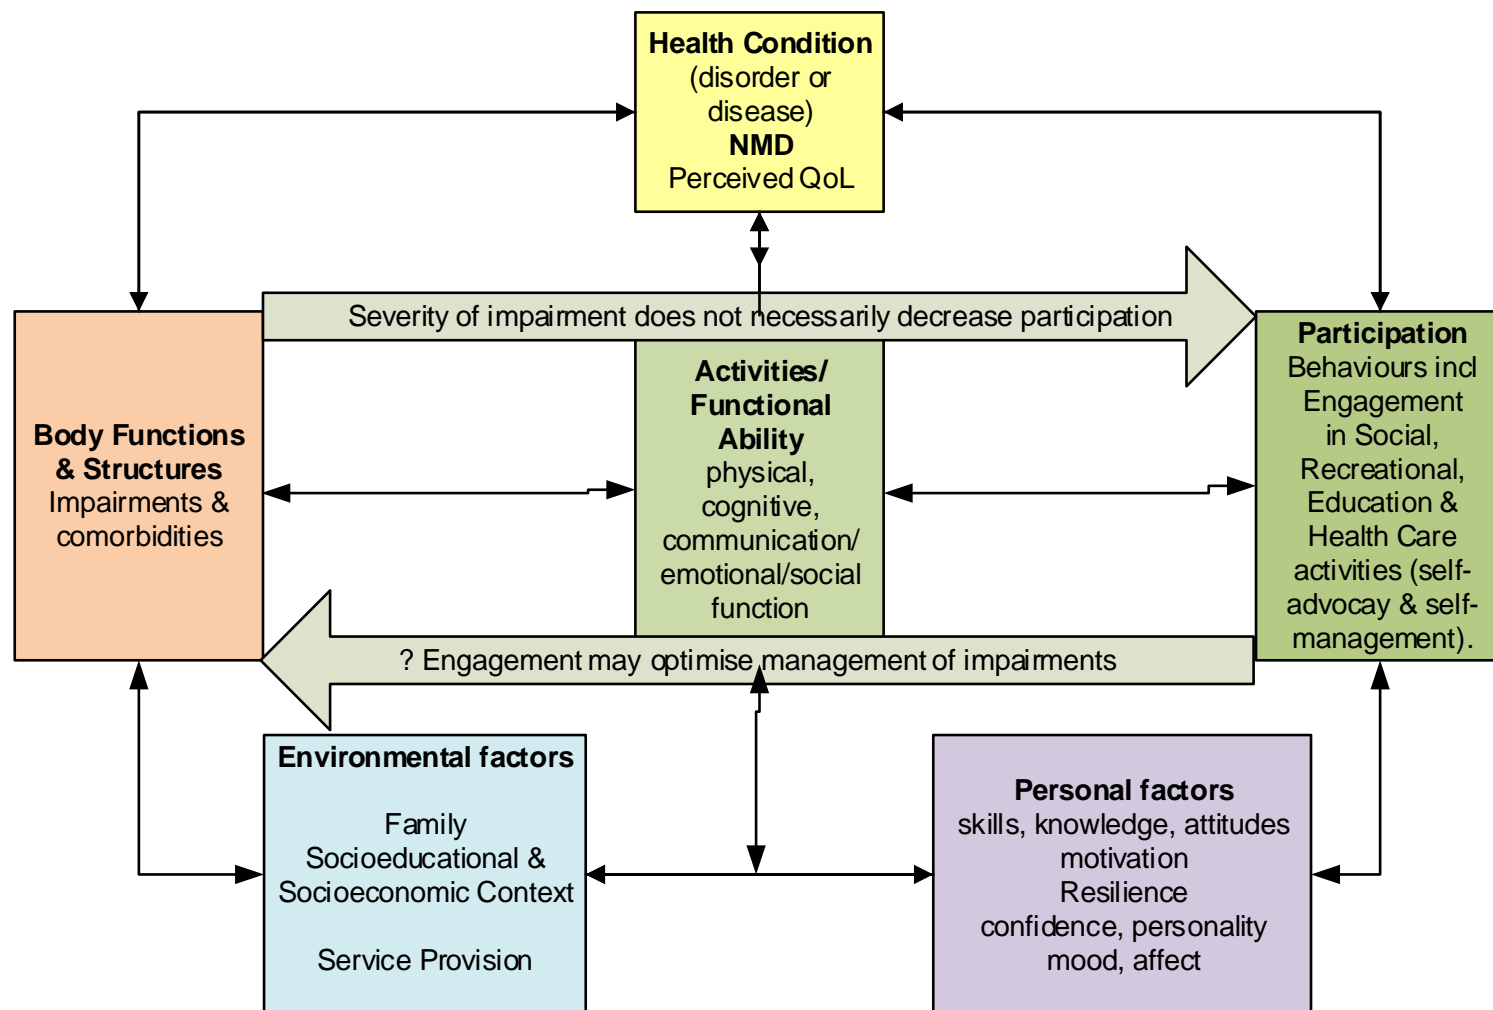 Health Condition
(disorder or
disease)
NMD
Perceived QoL
Severity of impairment does not necessarily decrease participation
Body Functions
& Structures
Impairments &
comorbidities
Activities/
Functional
Ability
physical,
cognitive,
communication/
emotional/social
function
Participation
Behaviours incl
Engagement
in Social,
Recreational,
Education &
Health Care
activities (self-
advocay & self-
management).
? Engagement may optimise management of impairments
Environmental factors
Family
Socioeducational &
Socioeconomic Context
Service Provision
Personal factors
skills, knowledge, attitudes
motivation
Resilience
confidence, personality
mood, affect